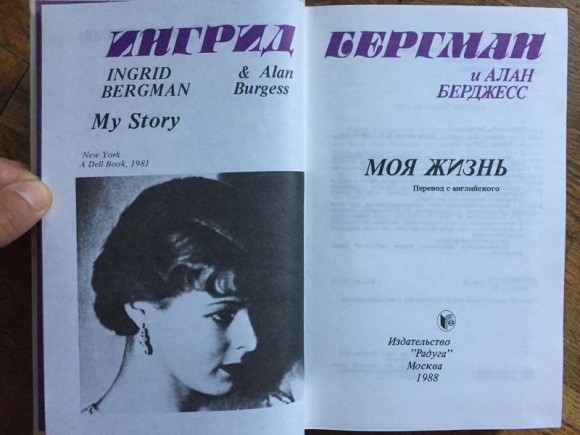 ИНГРИД
INGRID & Alan
BERGMAN Burgess
My Story
New York
A Dell Book, 1981
БЕРГМАН
и АЛАН
БЕРДЖЕСС
МОЯ ЖИЗНЬ
Перевод с английского
Издательство
"Радуга"
Москва
1988